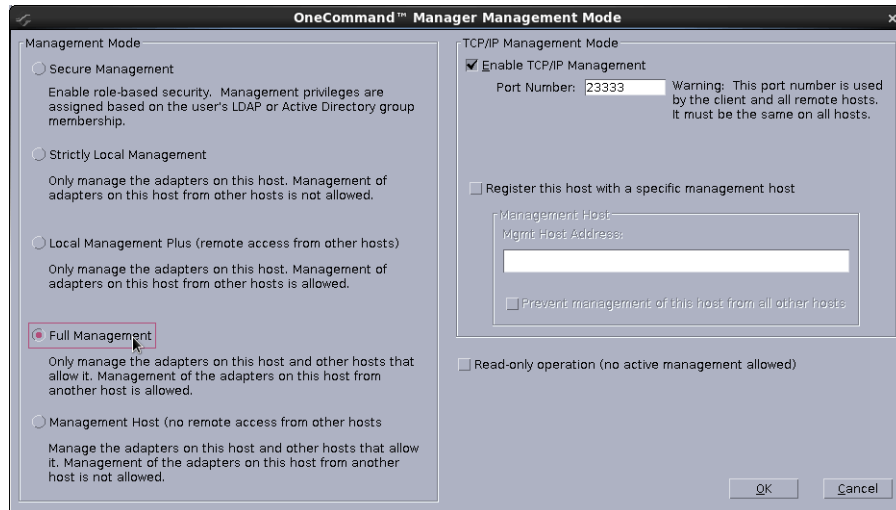 OneCommand™ Manager Management Mode
Management Mode
Secure Management
Enable role-based security. Management privileges are
assigned based on the user's LDAP or Active Directory group
membership.
Strictly Local Management
Only manage the adapters on this host. Management of
adapters on this host from other hosts is not allowed.
Local Management Plus (remote access from other hosts)
Only manage the adapters on this host. Management of
adapters on this host from other hosts is allowed.
Full Management
Only manage the adapters on this host and other hosts that
allow it. Management of the adapters on this host from
another host is allowed.
Management Host (no remote access from other hosts
Manage the adapters on this host and other hosts that allow
it. Management of the adapters on this host from another
host is not allowed.
TCP/IP Management Mode
Enable TCP/IP Management
Port Number: 23333
Warning: This port number is used
by the client and all remote hosts.
It must be the same on all hosts.
Register this host with a specific management host
Management Host
Mgmt Host Address:
Prevent management of this host from all other hosts
Read-only operation (no active management allowed)
OK
Cancel